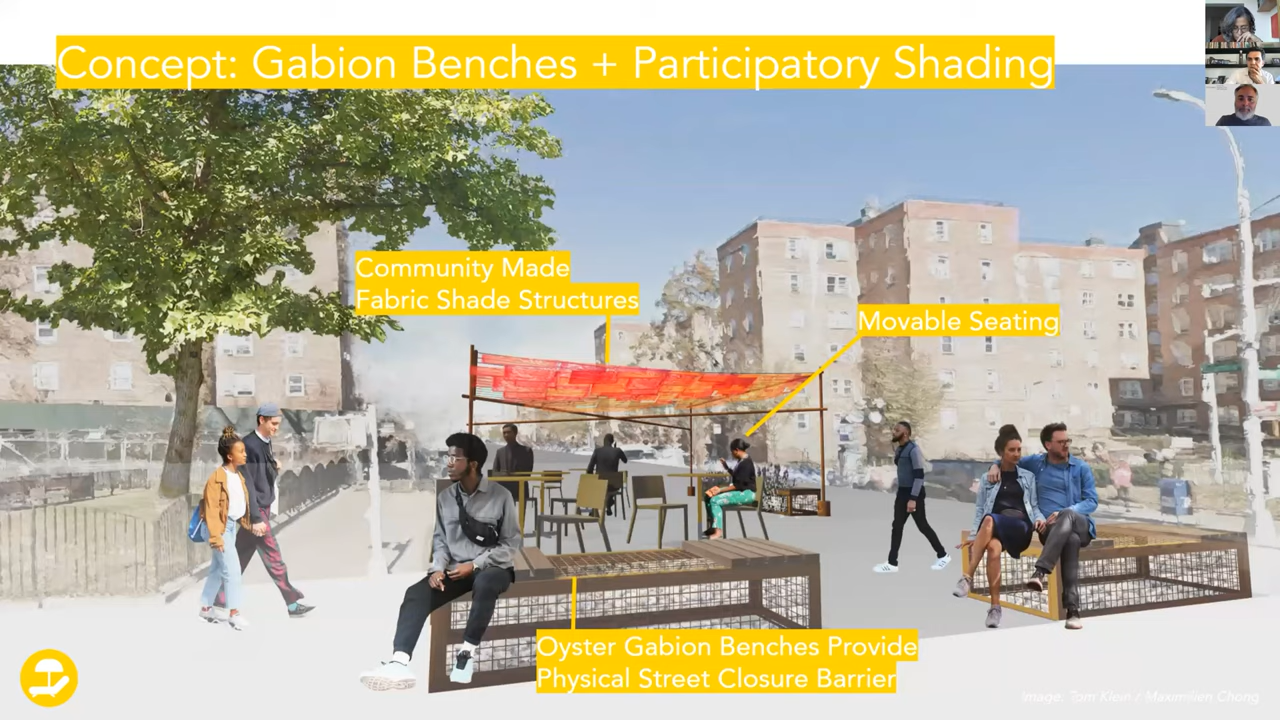 Concept: Gabion Benches + Participatory Shading
Community Made
Fabric Shade Structures
Movable Seating
Oyster Gabion Benches Provide
Physical Street Closure Barrier
Image: Tom Klein / Maximilien Chong